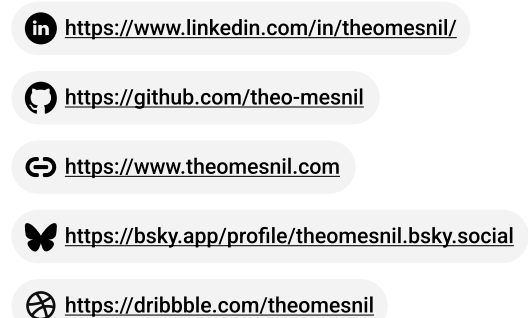 https://www.linkedin.com/in/theomesnil/
https://github.com/theo-mesnil
https://www.theomesnil.com
https://bsky.app/profile/theomesnil.bsky.social
https://dribbble.com/theomesnil